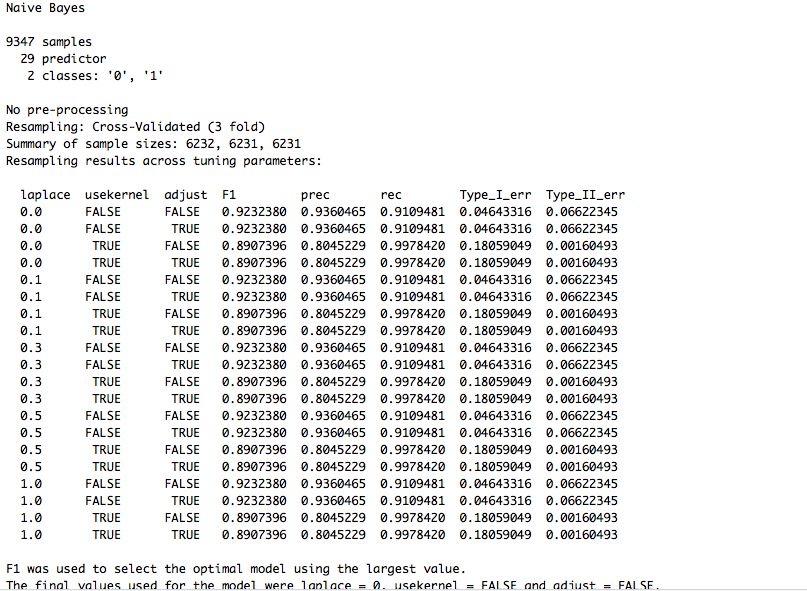 Naive Bayes
9347 samples
29 predictor
2 classes: '0', '1'
No pre-processing
Resampling: Cross-Validated (3 fold)
Summary of sample sizes: 6232, 6231, 6231
Resampling results across tuning parameters:
laplace usekernel adjust F1 prec rec Type_I_err Type_II_err
0.0 FALSE FALSE 0.9232380 0.9360465 0.9109481 0.04643316 0.06622345
0.0 FALSE TRUE 0.9232380 0.9360465 0.9109481 0.04643316 0.06622345
0.0 TRUE FALSE 0.8907396 0.8045229 0.9978420 0.18059049 0.00160493
0.0 TRUE TRUE 0.8907396 0.8045229 0.9978420 0.18059049 0.00160493
0.1 FALSE FALSE 0.9232380 0.9360465 0.9109481 0.04643316 0.06622345
0.1 FALSE TRUE 0.9232380 0.9360465 0.9109481 0.04643316 0.06622345
0.1 TRUE FALSE 0.8907396 0.8045229 0.9978420 0.18059049 0.00160493
0.1 TRUE TRUE 0.8907396 0.8045229 0.9978420 0.18059049 0.00160493
0.3 FALSE FALSE 0.9232380 0.9360465 0.9109481 0.04643316 0.06622345
0.3 FALSE TRUE 0.9232380 0.9360465 0.9109481 0.04643316 0.06622345
0.3 TRUE FALSE 0.8907396 0.8045229 0.9978420 0.18059049 0.00160493
0.3 TRUE TRUE 0.8907396 0.8045229 0.9978420 0.18059049 0.00160493
0.5 FALSE FALSE 0.9232380 0.9360465 0.9109481 0.04643316 0.06622345
0.5 FALSE TRUE 0.9232380 0.9360465 0.9109481 0.04643316 0.06622345
0.5 TRUE FALSE 0.8907396 0.8045229 0.9978420 0.18059049 0.00160493
0.5 TRUE TRUE 0.8907396 0.8045229 0.9978420 0.18059049 0.00160493
1.0 FALSE FALSE 0.9232380 0.9360465 0.9109481 0.04643316 0.06622345
1.0 FALSE TRUE 0.9232380 0.9360465 0.9109481 0.04643316 0.06622345
1.0 TRUE FALSE 0.8907396 0.8045229 0.9978420 0.18059049 0.00160493
1.0 TRUE TRUE 0.8907396 0.8045229 0.9978420 0.18059049 0.00160493
F1 was used to select the optimal model using the largest value.
The final values used for the model were laplace = 0, usekernel = FALSE and adjust = FALSE.